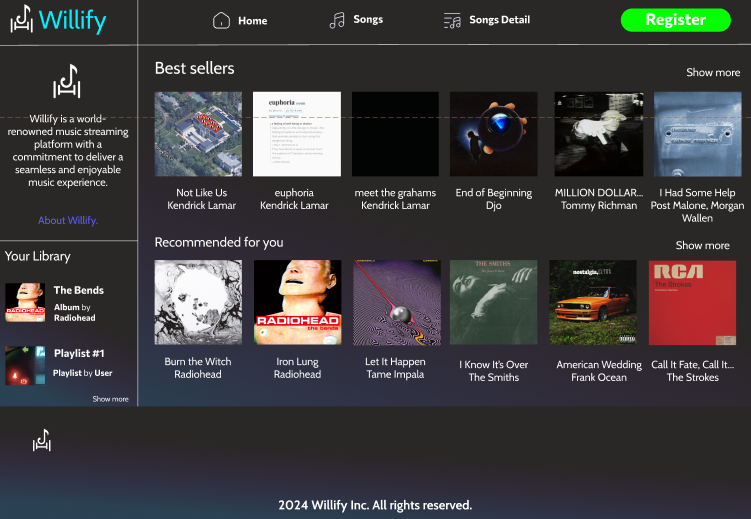 Willify
Home
Songs
Songs Detail
Register
Willify is a world-
renowned music streaming
platform with a
commitment to deliver a
seamless and enjoyable
music experience.
About Willify.
Your Library
The Bends
Album by
Radiohead
Playlist #1
Playlist by User
Show more
Best sellers
Show more
euphoria
Not Like Us
Kendrick Lamar
euphoria
Kendrick Lamar
meet the grahams
Kendrick Lamar
End of Beginning
Djo
MILLION DOLLAR...
Tommy Richman
I Had Some Help
Post Malone, Morgan
Wallen
Recommended for you
Show more
RADIOHEAD
the bends
THE SMITHS
nostalgia,
RCA
The Strokes
Burn the Witch
Radiohead
Iron Lung
Radiohead
Let It Happen
Tame Impala
I Know It's Over
The Smiths
American Wedding
Frank Ocean
Call It Fate, Call It...
The Strokes
2024 Willify Inc. All rights reserved.